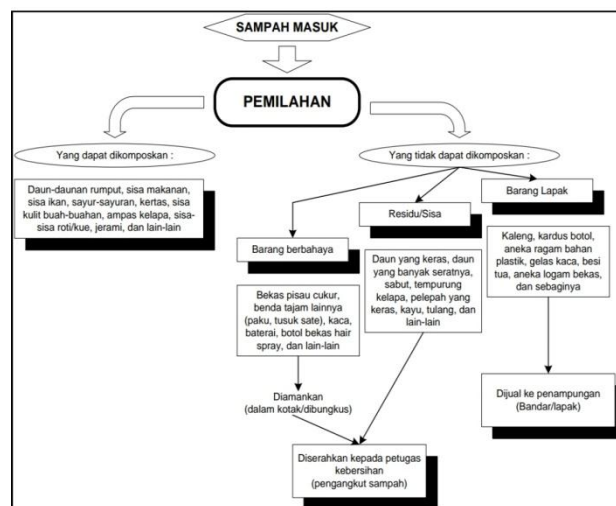 SAMPAH MASUK
PEMILAHAN
Yang dapat dikomposkan :
Daun-daunan rumput, sisa makanan,
sisa ikan, sayur-sayuran, kertas, sisa
kulit buah-buahan, ampas kelapa, sisa-
sisa roti/kue, jerami, dan lain-lain
Yang tidak dapat dikomposkan :
Barang berbahaya
Bekas pisau cukur,
benda tajam lainnya
(paku, tusuk sate), kaca,
baterai, botol bekas hair
spray, dan lain-lain
Diamankan
(dalam kotak/dibungkus)
Residu/Sisa
Daun yang keras, daun
yang banyak seratnya,
sabut, tempurung
kelapa, pelepah yang
keras, kayu, tulang, dan
lain-lain
Diserahkan kepada petugas
kebersihan
(pengangkut sampah)
Barang Lapak
Kaleng, kardus botol,
aneka ragam bahan
plastik, gelas kaca, besi
tua, aneka logam bekas,
dan sebaginya
Dijual ke penampungan
(Bandar/lapak)